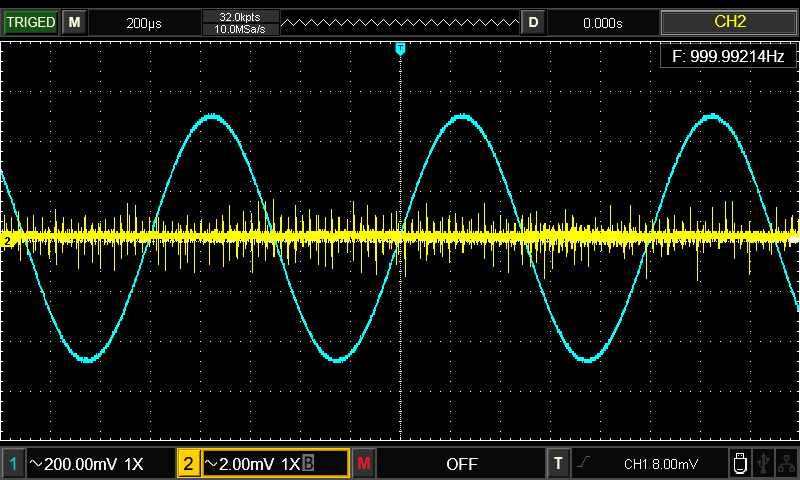 TRIGED M 200µs 32.0kpts D 0.000s CH2
10.0MSa/s
T
F: 999.99214Hz
2
1 ~200.00mV 1X 2 ~2.00mV 1X B M OFF T CH1 8.00mV